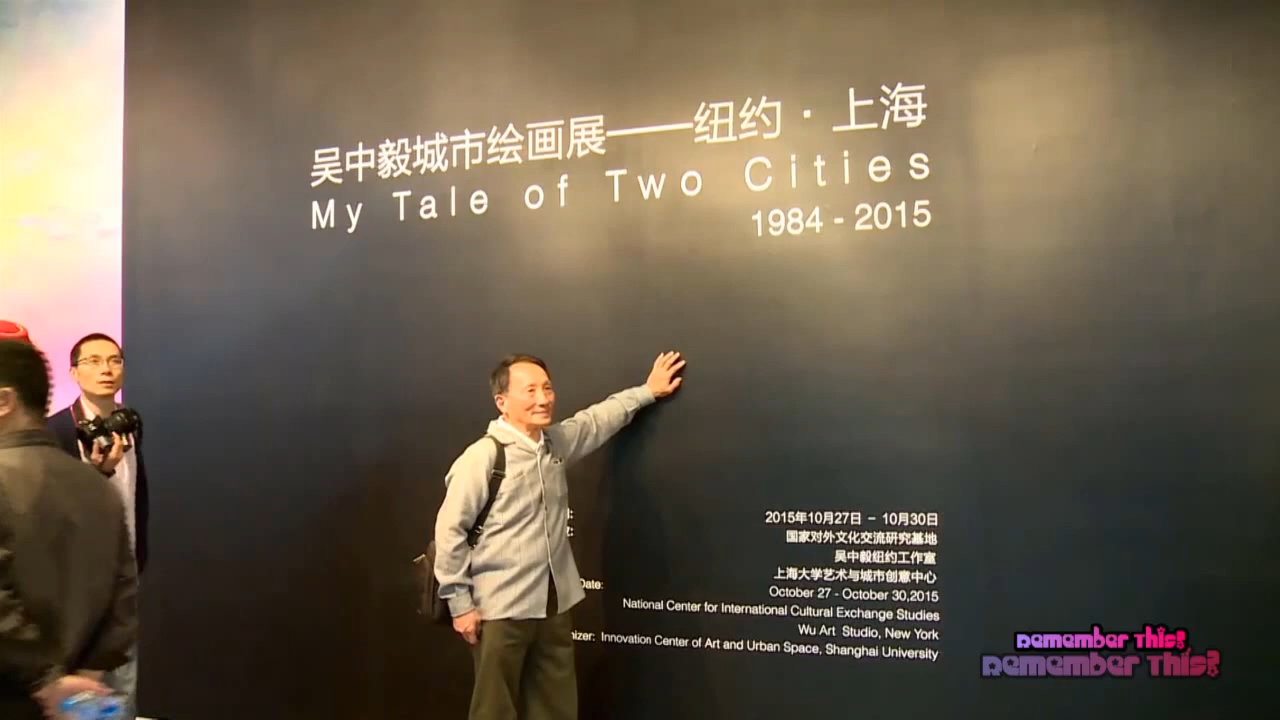 吴中毅城市绘画展——纽约·上海
My Tale of Two Cities
1984 - 2015
2015年10月27日 - 10月30日
国家对外文化交流研究基地
吴中毅纽约工作室
上海大学艺术与城市创意中心
Date: October 27 - October 30,2015
National Center for International Cultural Exchange Studies
Wu Art Studio, New York
Innovation Center of Art and Urban Space, Shanghai University
Remember This?
Remember This?